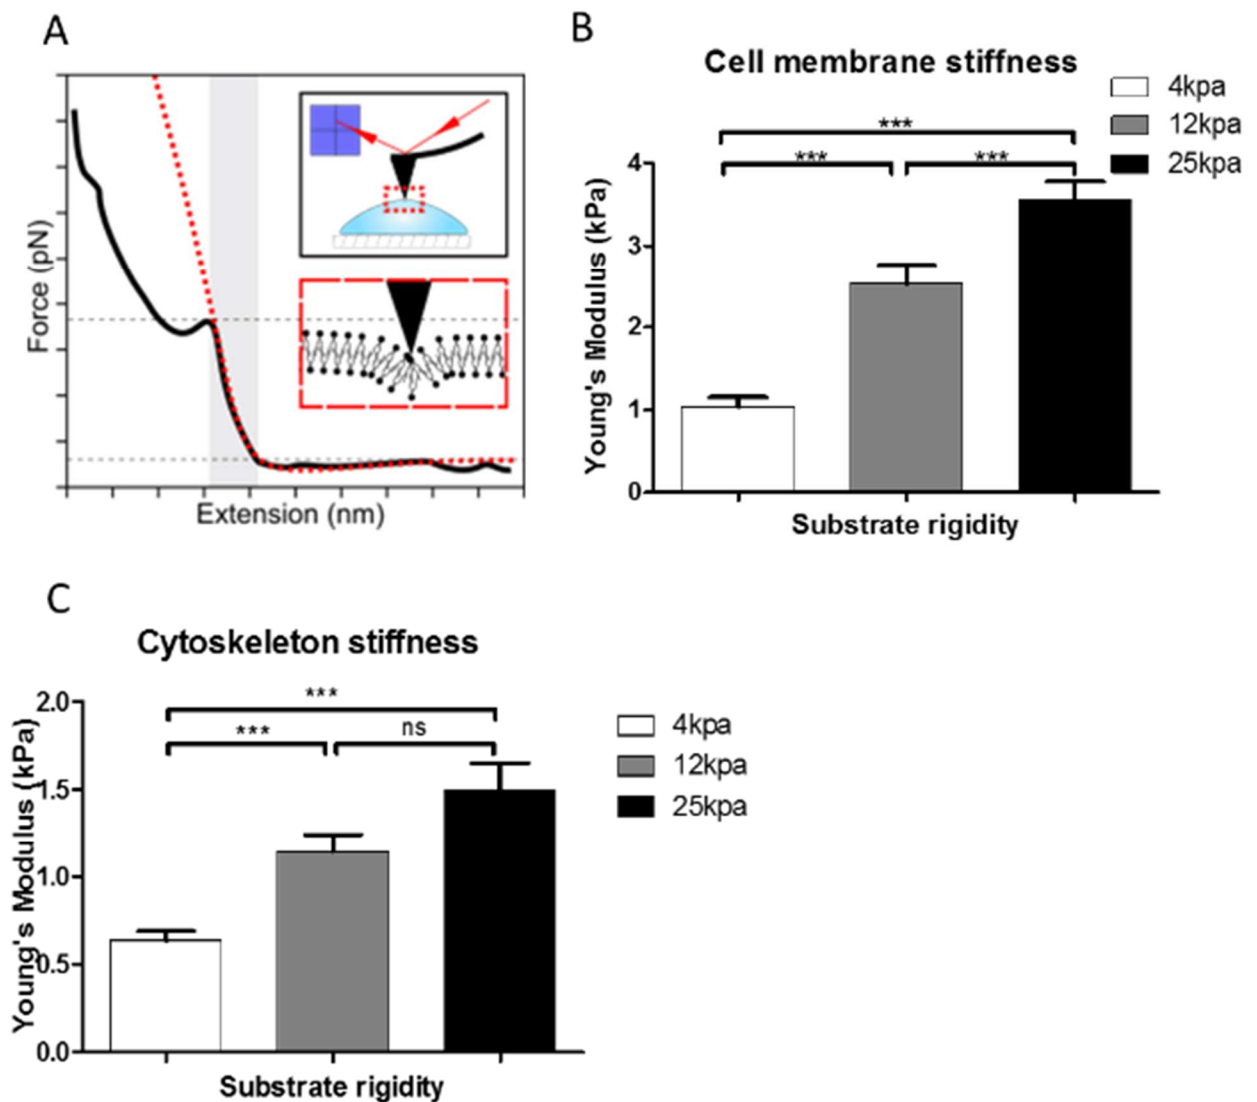 A
Force (pN)
Extension (nm)
B
Cell membrane stiffness
4kpa
12kpa
25kpa
***
***
***
Young's Modulus (kPa)
4
3
2
1
0
Substrate rigidity
C
Cytoskeleton stiffness
***
***
ns
4kpa
12kpa
25kpa
Young's Modulus (kPa)
2.0
1.5
1.0
0.5
0.0
Substrate rigidity